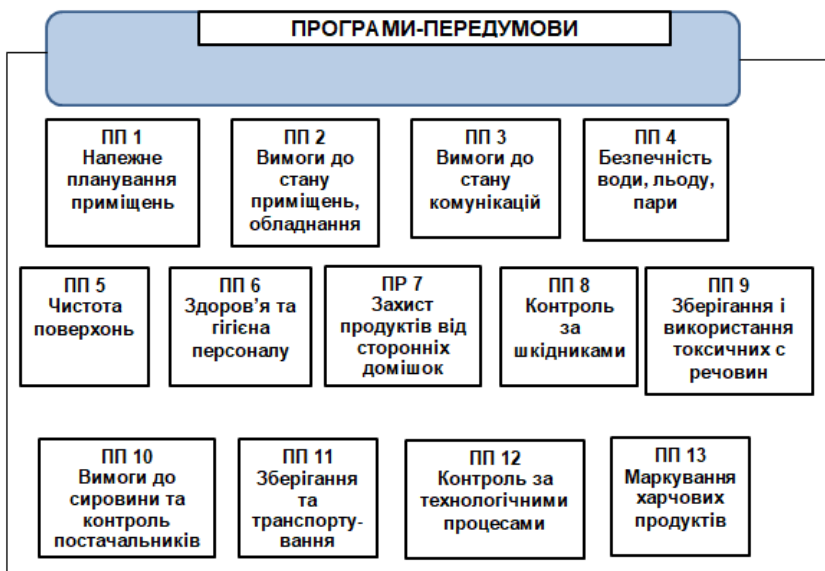 ПРОГРАМИ-ПЕРЕДУМОВИ
ПП 1
Належне
планування
приміщень
ПП 2
Вимоги до
стану
приміщень,
обладнання
ПП 3
Вимоги до
стану
комунікацій
ПП 4
Безпечність
води, льоду,
пари
ПП 5
Чистота
поверхонь
ПП 6
Здоров’я та
гігієна
персоналу
ПР 7
Захист
продуктів від
сторонніх
домішок
ПП 8
Контроль
за
шкідниками
ПП 9
Зберігання і
використання
токсичних с
речовин
ПП 10
Вимоги до
сировини та
контроль
постачальників
ПП 11
Зберігання
та
транспорту-
вання
ПП 12
Контроль за
технологічними
процесами
ПП 13
Маркування
харчових
продуктів